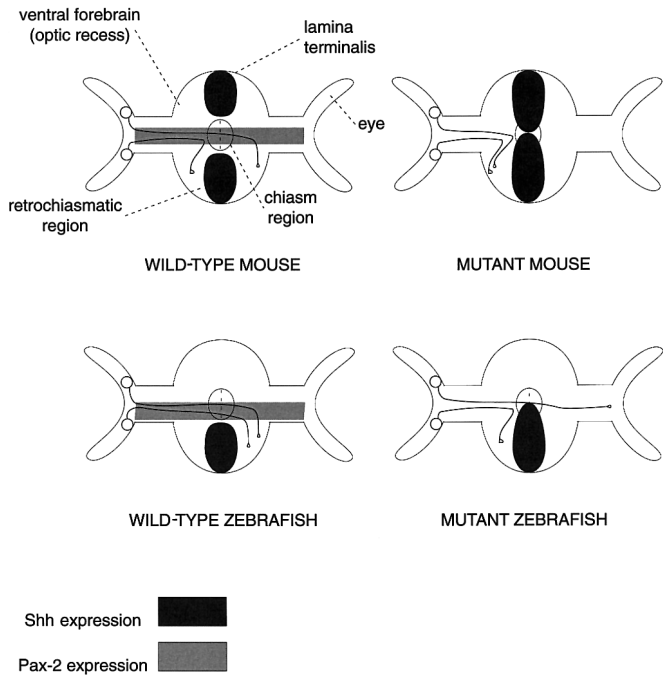 ventral forebrain
(optic recess)
lamina
terminalis
eye
retrochiasmatic
region
chiasm
region
WILD-TYPE MOUSE
MUTANT MOUSE
WILD-TYPE ZEBRAFISH
MUTANT ZEBRAFISH
Shh expression
Pax-2 expression